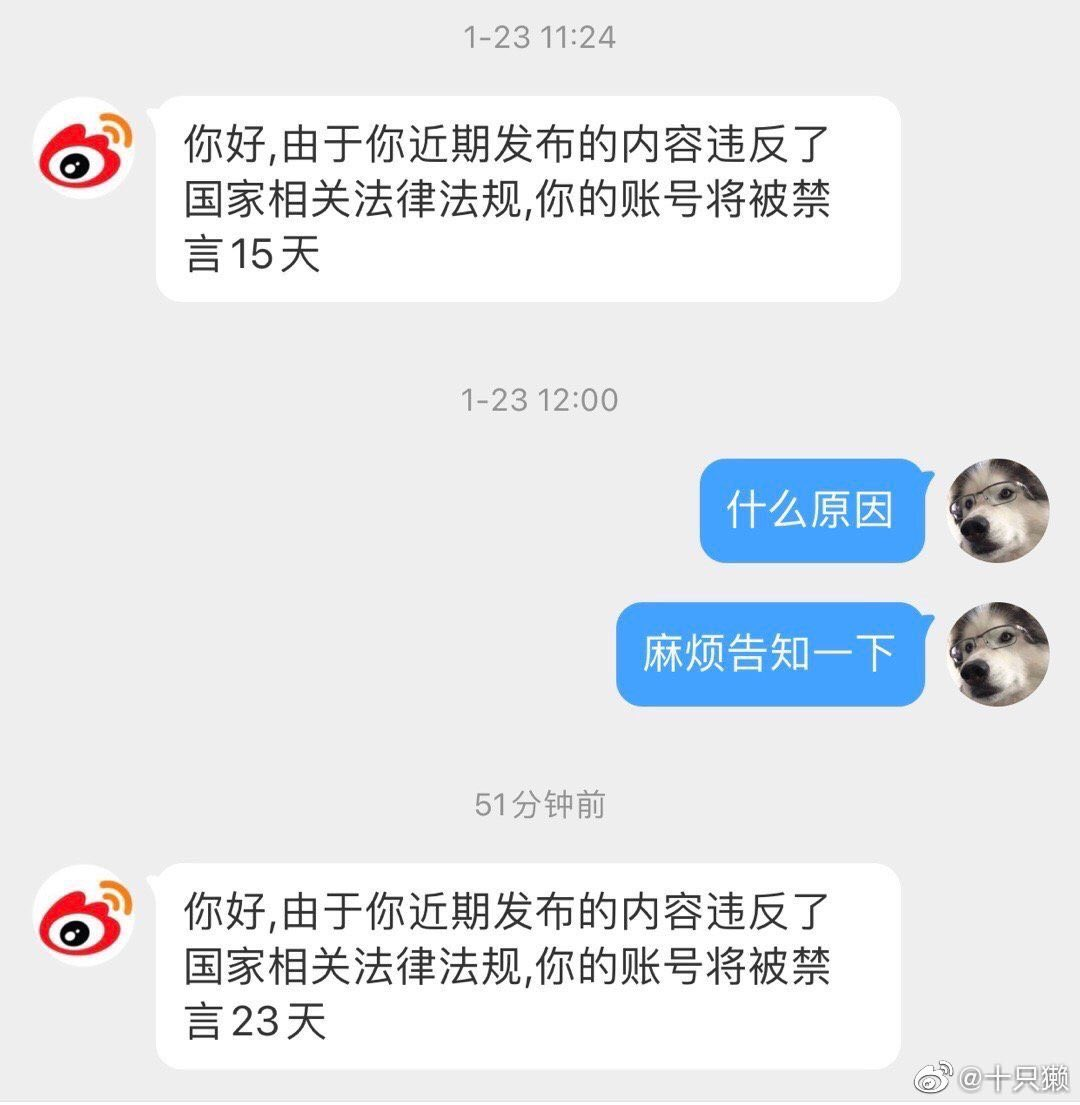 1-23 11:24
你好,由于你近期发布的内容违反了
国家相关法律法规,你的账号将被禁
言15天
1-23 12:00
什么原因
麻烦告知一下
51分钟前
你好,由于你近期发布的内容违反了
国家相关法律法规,你的账号将被禁
言23天
@十只獭